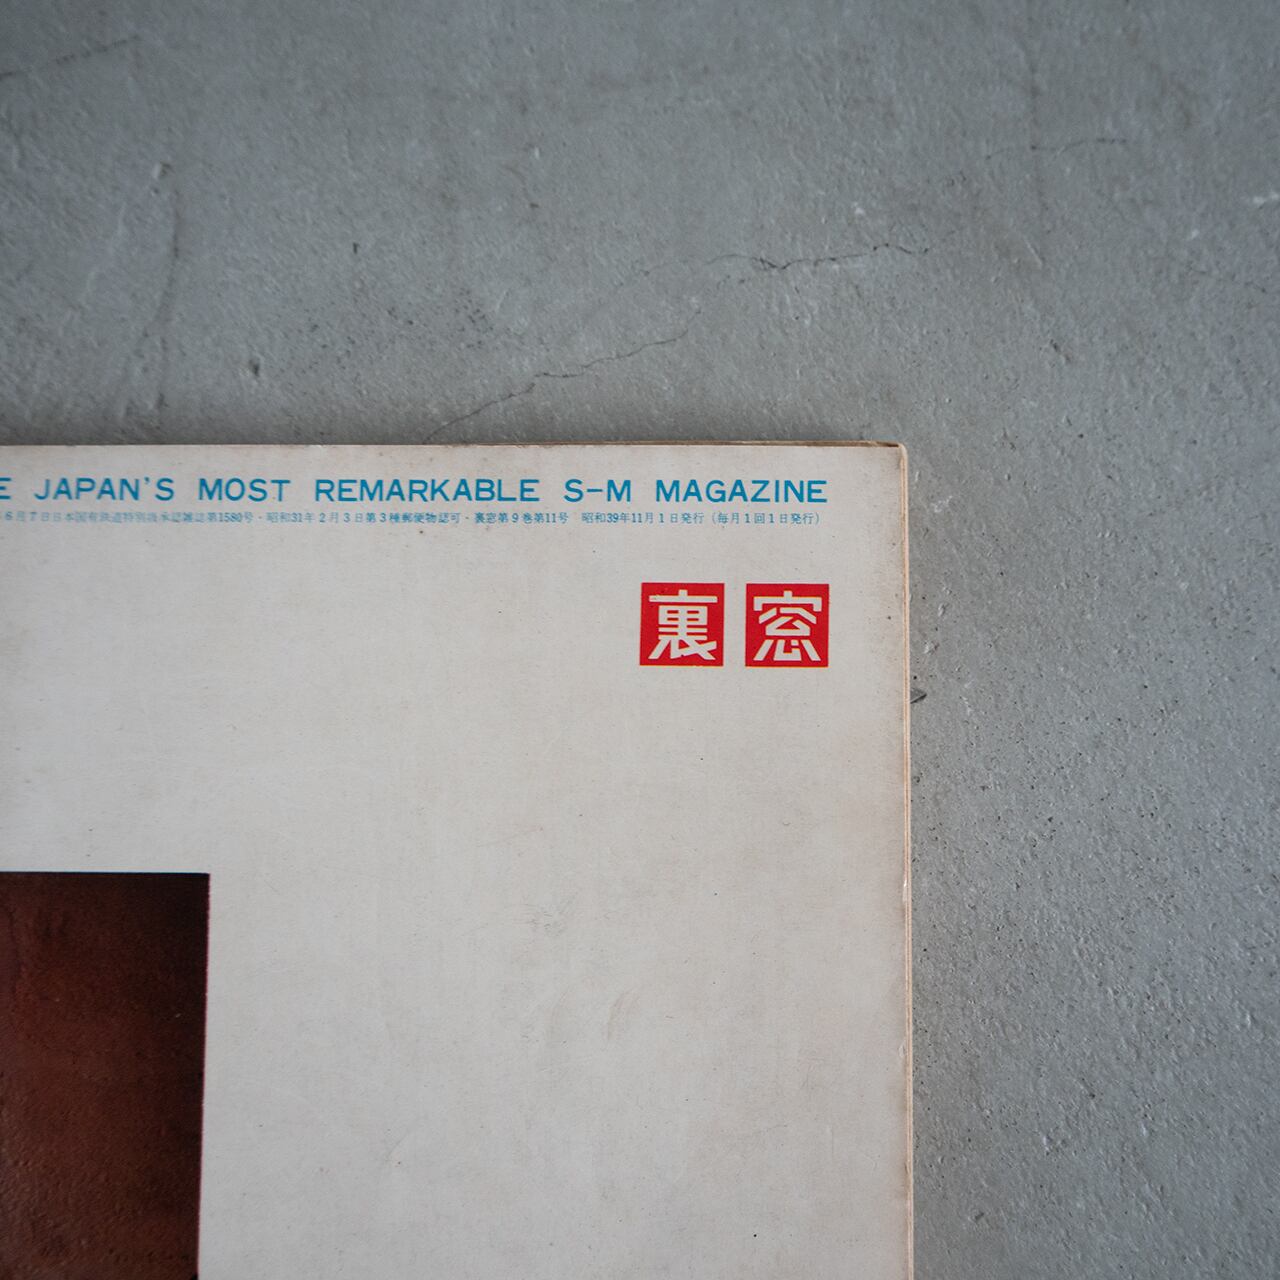 E JAPAN'S MOST REMARKABLE S-M MAGAZINE
6月7日日本国有鉄道特別扱承認雑誌第1580号・昭和31年2月3日第3種郵便物認可・裏窓第9巻第11号 昭和39年11月1日発行（毎月1回1日発行）
裏窓